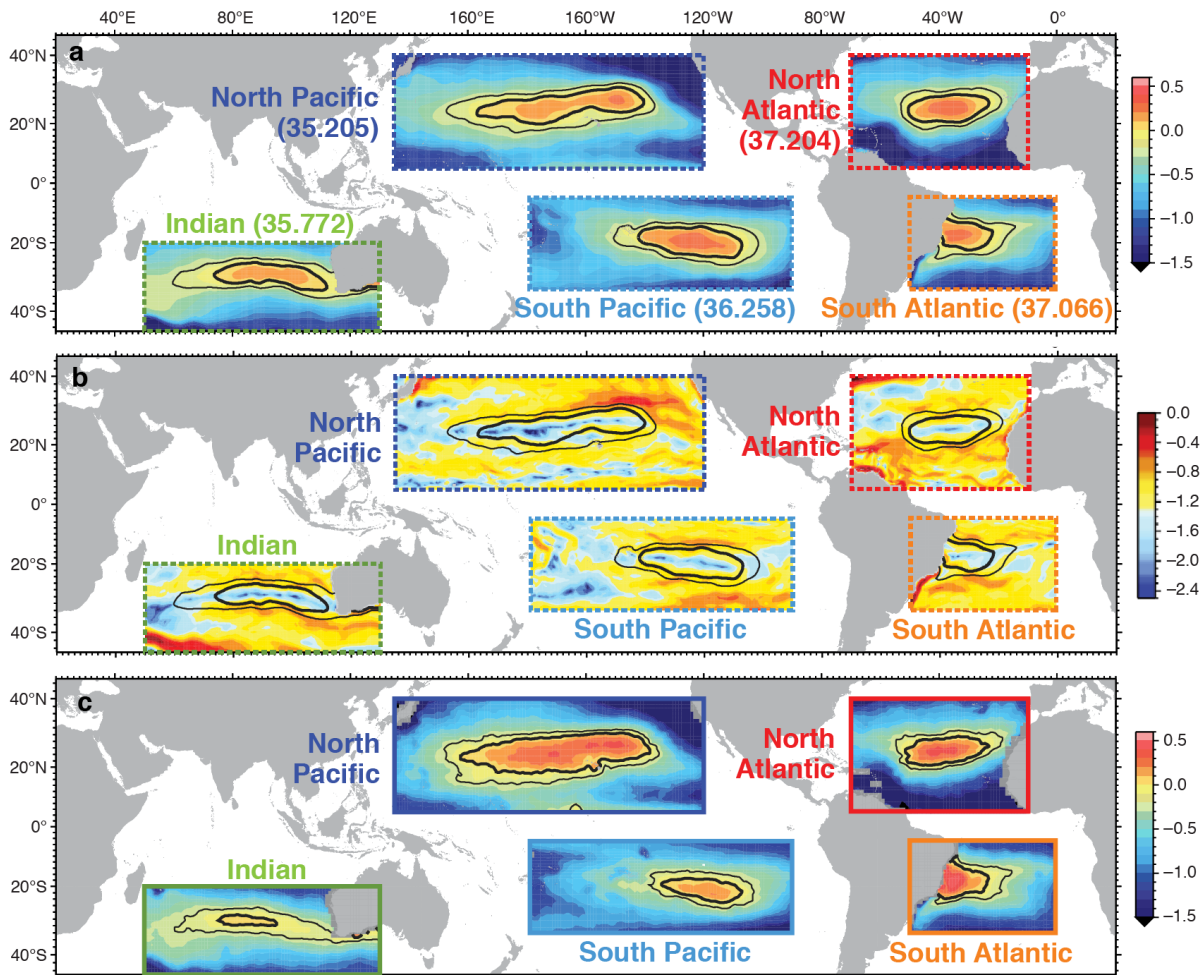 40°E 80°E 120°E 160°E 160°W 120°W 80°W 40°W 0°
a
40°N
20°N
0°
20°S
40°S
North Pacific
(35.205)
North
Atlantic
(37.204)
Indian (35.772)
South Pacific (36.258)
South Atlantic (37.066)
0.5
0.0
−0.5
−1.0
−1.5
b
40°N
20°N
0°
20°S
40°S
North
Pacific
North
Atlantic
Indian
South Pacific
South Atlantic
0.0
−0.4
−0.8
−1.2
−1.6
−2.0
−2.4
c
40°N
20°N
0°
20°S
40°S
North
Pacific
North
Atlantic
Indian
South Pacific
South Atlantic
0.5
0.0
−0.5
−1.0
−1.5